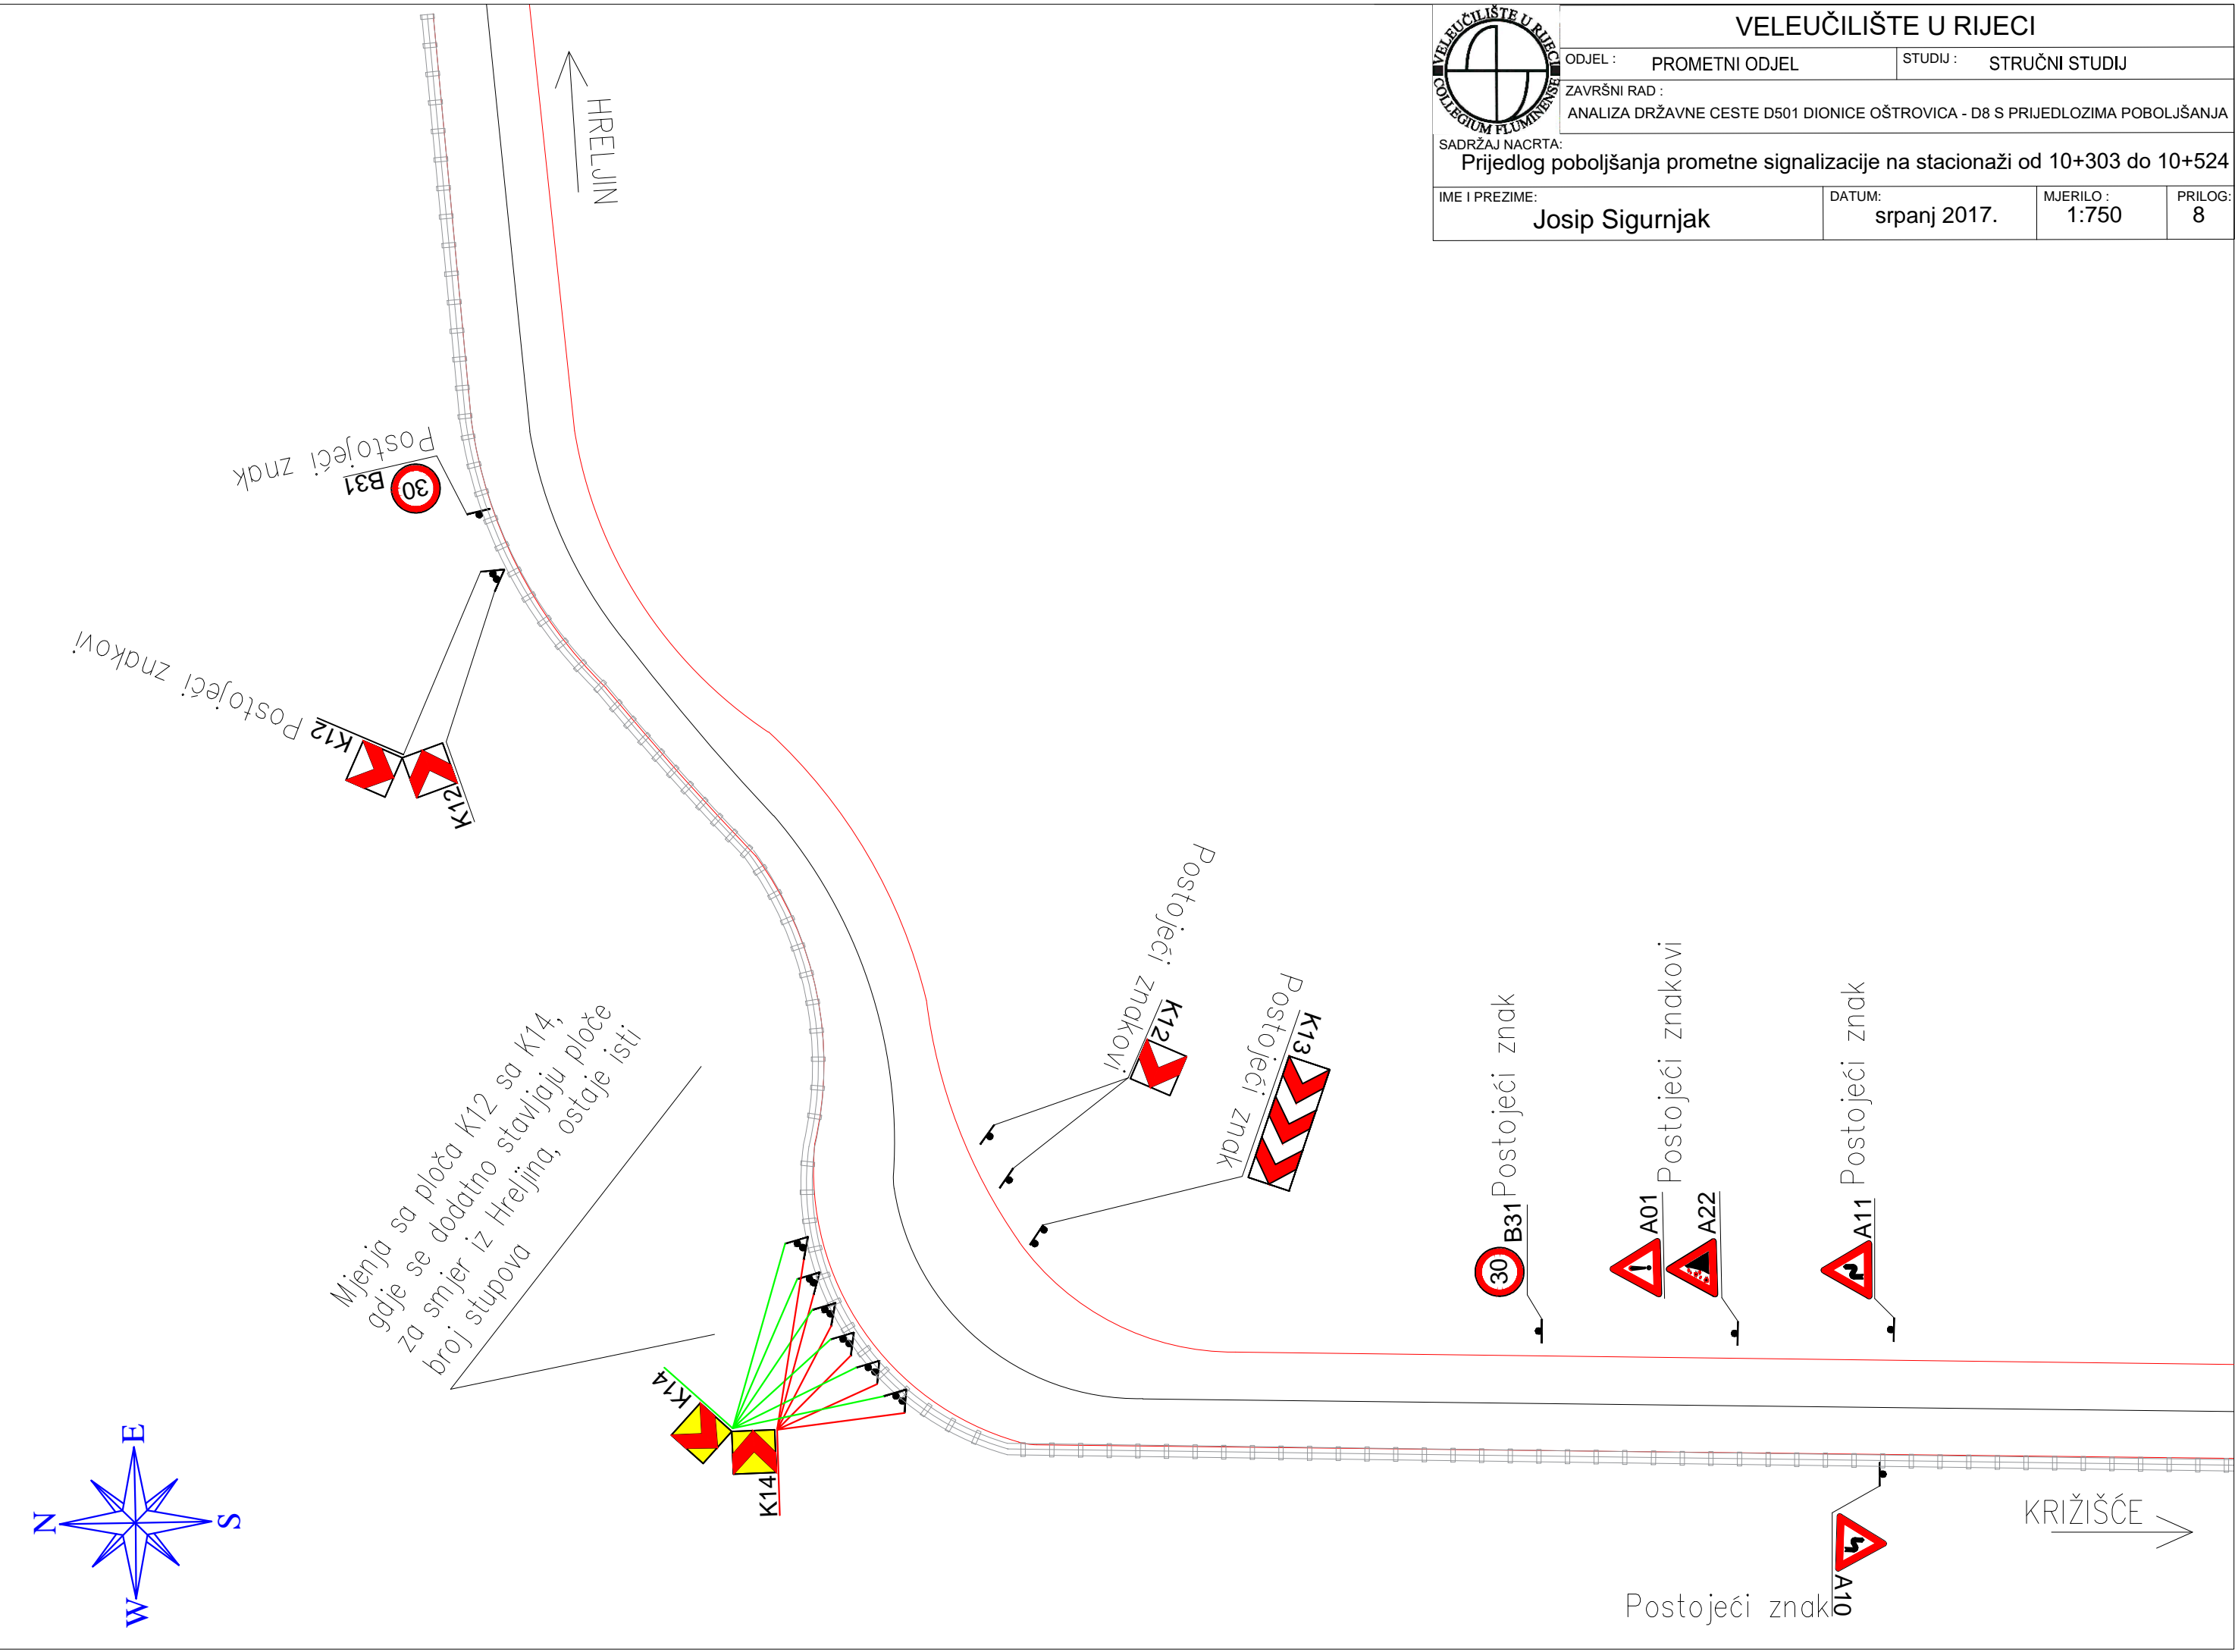 VELEUČILIŠTE U RIJECI
COLLEGIUM FLUMINENSE
VELEUČILIŠTE U RIJECI
ODJEL : PROMETNI ODJEL
STUDIJ : STRUČNI STUDIJ
ZAVRŠNI RAD :
ANALIZA DRŽAVNE CESTE D501 DIONICE OŠTROVICA - D8 S PRIJEDLOZIMA POBOLJŠANJA
SADRŽAJ NACRTA:
Prijedlog poboljšanja prometne signalizacije na stacionaži od 10+303 do 10+524
IME I PREZIME:
Josip Sigurnjak
DATUM:
srpanj 2017.
MJERILO :
1:750
PRILOG:
8
HRELJIN
Postojeći znak
B31
30
Postojeći znakovi
K12
K12
Postojeći znakovi
K12
Postojeći znak
K13
Mjenja sa ploča K12 sa K14,
gdje se dodatno stavljaju ploče
za smjer iz Hreljina, ostaje isti
broj stupova
K14
K14
Postojeći znak
B31
30
Postojeći znakovi
A01
A22
Postojeći znak
A11
KRIŽIŠĆE
Postojeći znak
A10
N
E
S
W